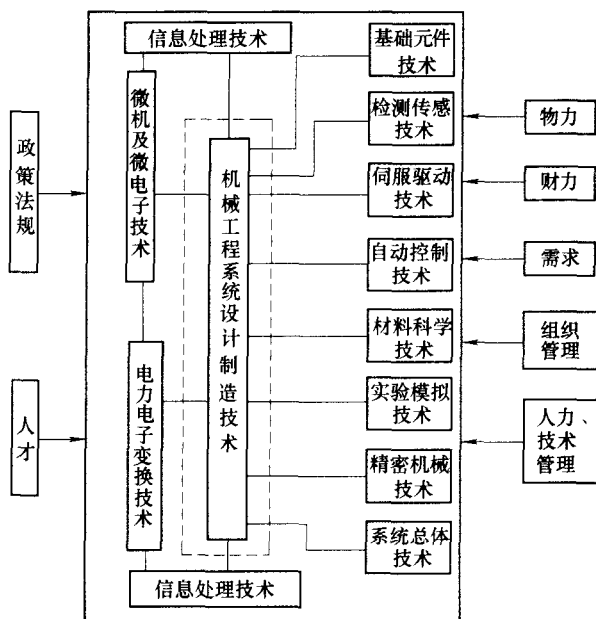 信息处理技术
政策法规
人才
微机及微电子技术
电力电子变换技术
机械工程系统设计制造技术
信息处理技术
基础元件
技术
检测传感
技术
伺服驱动
技术
自动控制
技术
材料科学
技术
实验模拟
技术
精密机械
技术
系统总体
技术
物力
财力
需求
组织
管理
人力、
技术
管理